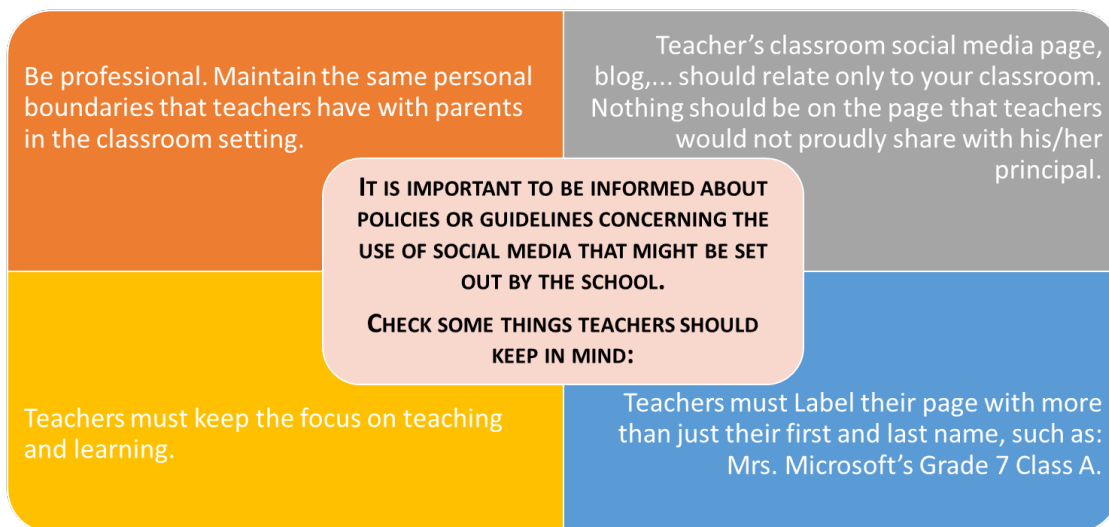 Be professional. Maintain the same personal
boundaries that teachers have with parents
in the classroom setting.
Teacher’s classroom social media page,
blog,... should relate only to your classroom.
Nothing should be on the page that teachers
would not proudly share with his/her
principal.
IT IS IMPORTANT TO BE INFORMED ABOUT
POLICIES OR GUIDELINES CONCERNING THE
USE OF SOCIAL MEDIA THAT MIGHT BE SET
OUT BY THE SCHOOL.
CHECK SOME THINGS TEACHERS SHOULD
KEEP IN MIND:
Teachers must keep the focus on teaching
and learning.
Teachers must Label their page with more
than just their first and last name, such as:
Mrs. Microsoft’s Grade 7 Class A.